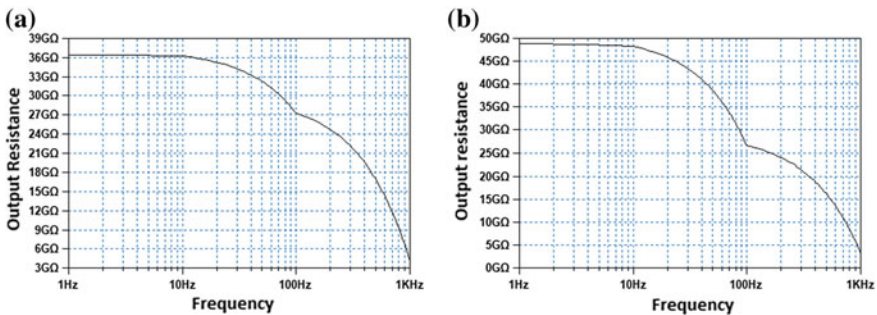 (a)
Output Resistance
39GΩ
36GΩ
33GΩ
30GΩ
27GΩ
24GΩ
21GΩ
18GΩ
15GΩ
12GΩ
9GΩ
6GΩ
3GΩ
1Hz 10Hz 100Hz 1KHz
Frequency
(b)
Output resistance
50GΩ
45GΩ
40GΩ
35GΩ
30GΩ
25GΩ
20GΩ
15GΩ
10GΩ
5GΩ
0GΩ
1Hz 10Hz 100Hz 1KHz
Frequency